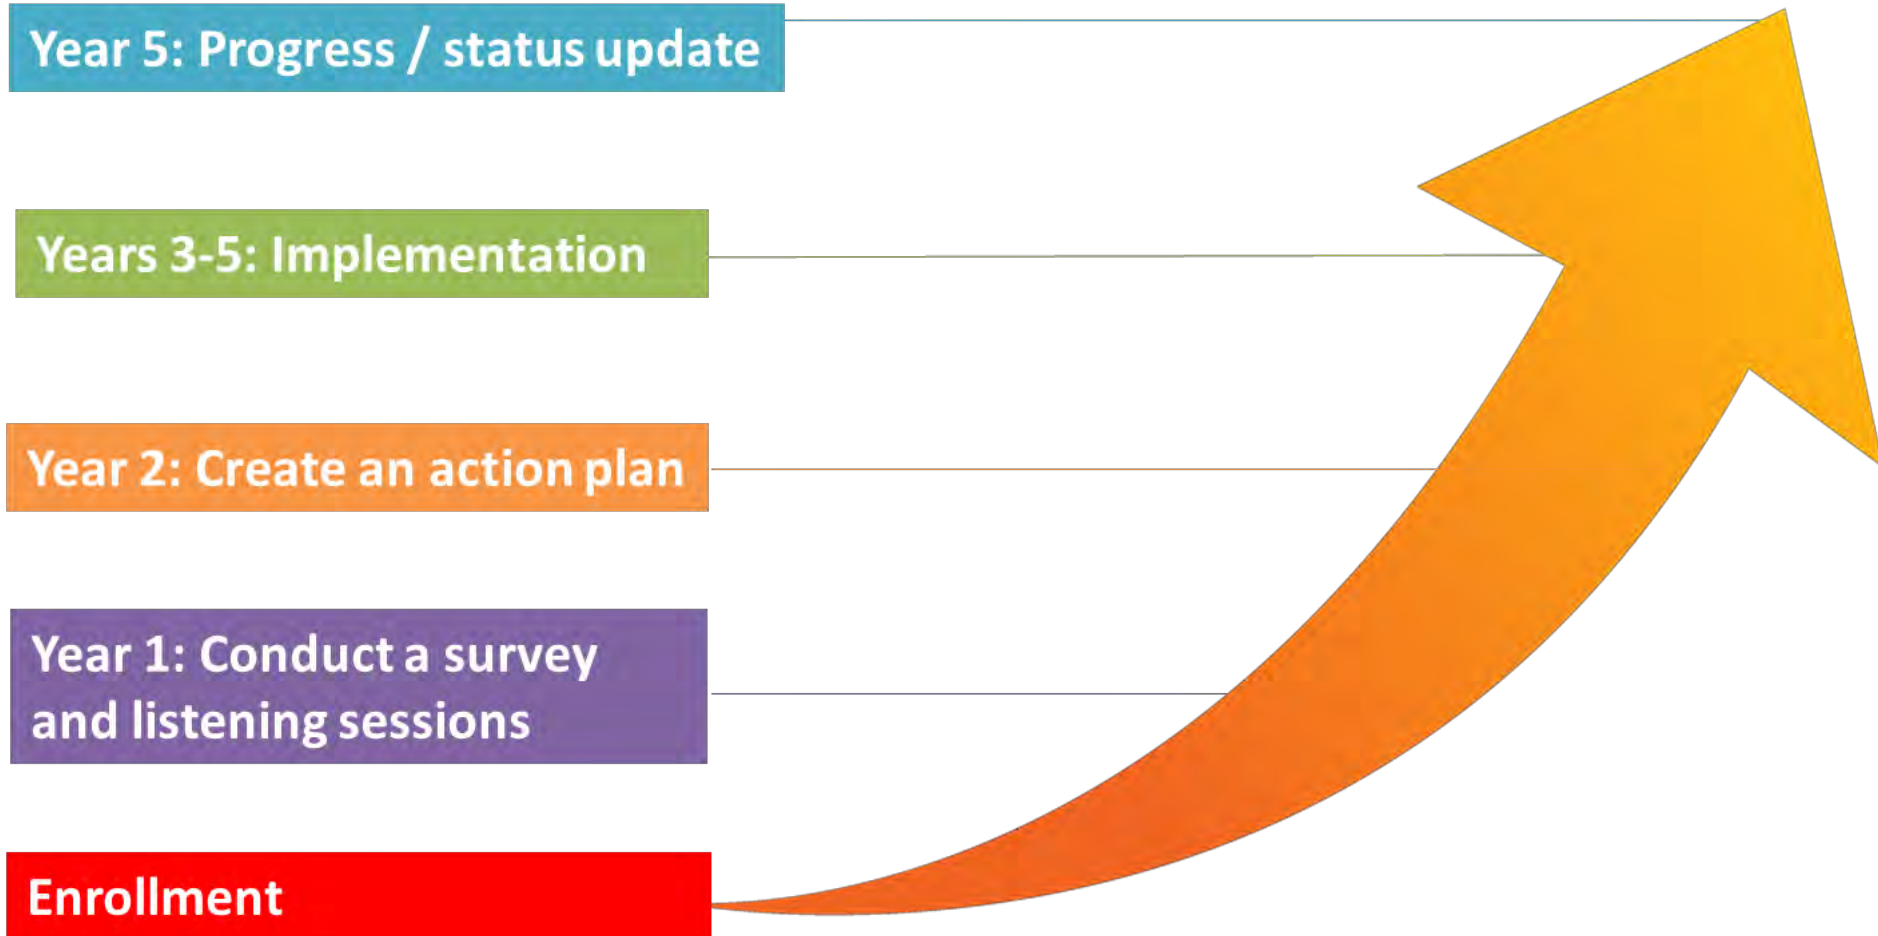 Year 5: Progress / status update
Years 3-5: Implementation
Year 2: Create an action plan
Year 1: Conduct a survey
and listening sessions
Enrollment